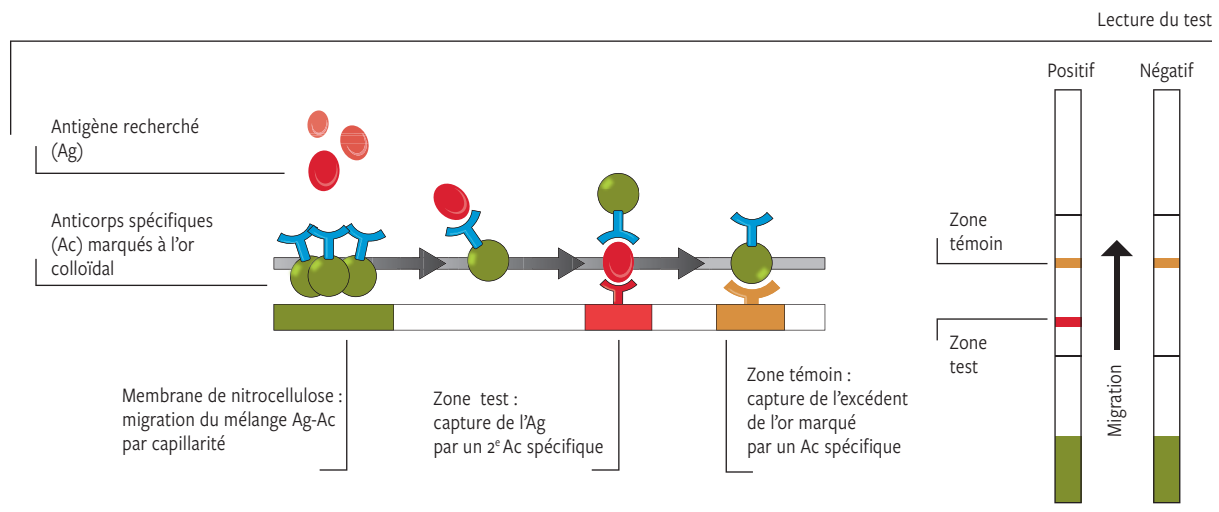 Lecture du test
Positif
Négatif
Antigène recherché
(Ag)
Anticorps spécifiques
(Ac) marqués à l'or
colloïdal
Membrane de nitrocellulose :
migration du mélange Ag-Ac
par capillarité
Zone test :
capture de l'Ag
par un 2e Ac spécifique
Zone témoin :
capture de l'excédent
de l'or marqué
par un Ac spécifique
Zone
témoin
Zone
test
Migration